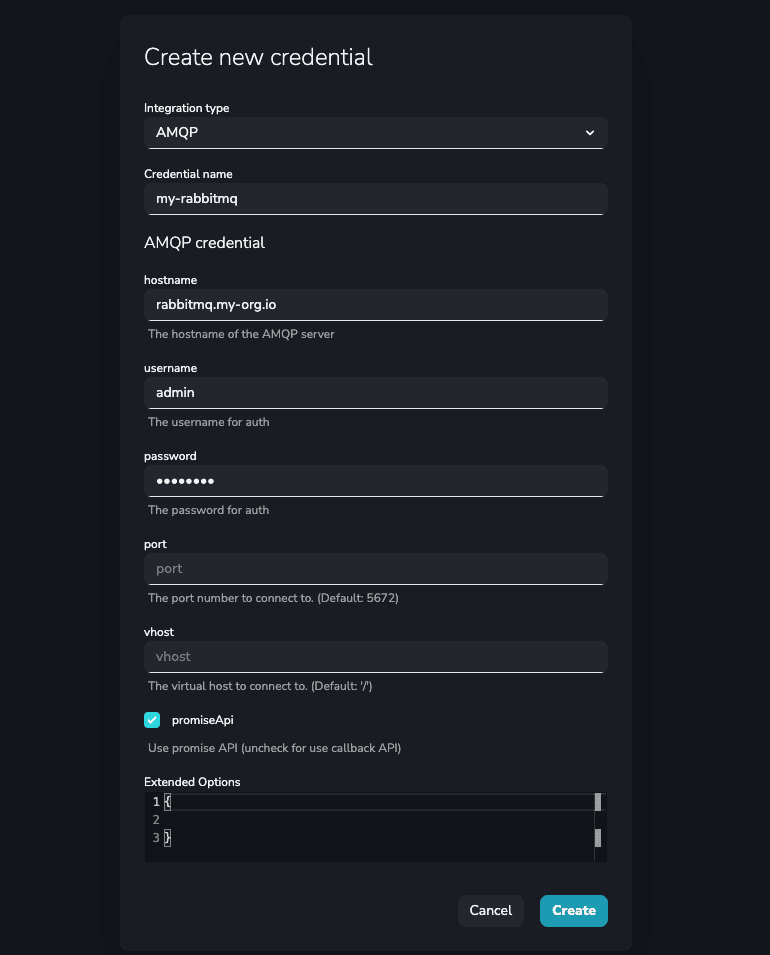 Create new credential
Integration type
AMQP
Credential name
my-rabbitmq
AMQP credential
hostname
rabbitmq.my-org.io
The hostname of the AMQP server
username
admin
The username for auth
password
••••••••
The password for auth
port
port
The port number to connect to. (Default: 5672)
vhost
vhost
The virtual host to connect to. (Default: '/')
promiseApi
Use promise API (uncheck for use callback API)
Extended Options
1 {
2
3 }
Cancel Create